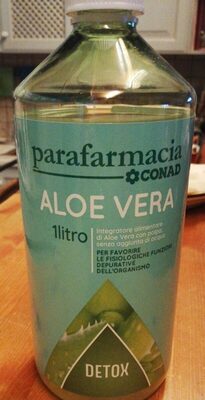 parafarmacia
CONAD
ALOE VERA
1litro
Integratore alimentare
di Aloe Vera con polpa,
senza aggiunta di acqua
PER FAVORIRE
LE FISIOLOGICHE FUNZIONI
DEPURATIVE
DELL'ORGANISMO
DETOX